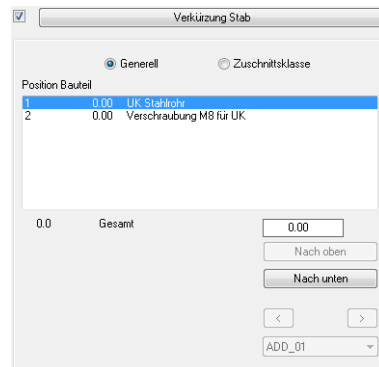 Verkürzung Stab
Generell Zuschnittsklasse
Position Bauteil
1 0.00 UK Stahlrohr
2 0.00 Verschraubung M8 für UK
0.0 Gesamt 0.00
Nach oben
Nach unten
< >
ADD_01